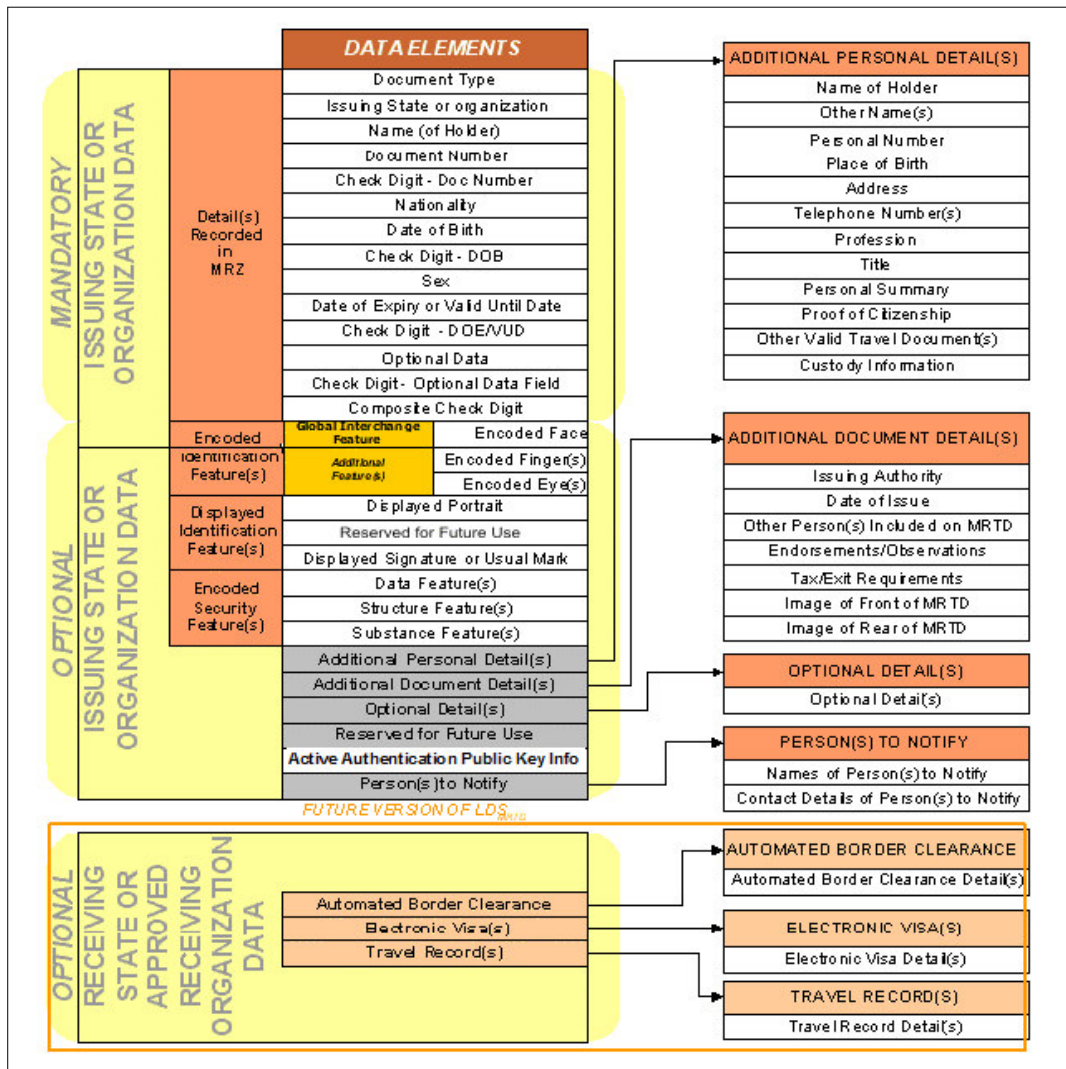 DATA ELEMENTS
MANDATORY
ISSUING STATE OR
ORGANIZATION DATA
Detail(s)
Recorded
in
MRZ
Document Type
Issuing State or organization
Name (of Holder)
Document Number
Check Digit - Doc Number
Nationality
Date of Birth
Check Digit - DOB
Sex
Date of Expiry or Valid Until Date
Check Digit - DOE/VUD
Optional Data
Check Digit- Optional Data Field
Composite Check Digit
OPTIONAL
ISSUING STATE OR
ORGANIZATION DATA
Encoded
Identification
Feature(s)
Global Interchange
Feature
Encoded Face
Additional
Feature(s)
Encoded Finger(s)
Encoded Eye(s)
Displayed
Identification
Feature(s)
Displayed Portrait
Reserved for Future Use
Displayed Signature or Usual Mark
Encoded
Security
Feature(s)
Data Feature(s)
Structure Feature(s)
Substance Feature(s)
Additional Personal Detail(s)
Additional Document Detail(s)
Optional Detail(s)
Reserved for Future Use
Active Authentication Public Key Info
Person(s)to Notify
ADDITIONAL PERSONAL DETAIL(S)
Name of Holder
Other Name(s)
Personal Number
Place of Birth
Address
Telephone Number(s)
Profession
Title
Personal Summary
Proof of Citizenship
Other Valid Travel Document(s)
Custody Information
ADDITIONAL DOCUMENT DETAIL(S)
Issuing Authority
Date of Issue
Other Person(s) Included on MRTD
Endorsements/Observations
Tax/Exit Requirements
Image of Front of MRTD
Image of Rear of MRTD
OPTIONAL DETAIL(S)
Optional Detail(s)
PERSON(S) TO NOTIFY
Names of Person(s)to Notify
Contact Details of Person(s) to Notify
FUTURE VERSION OF LDS MRTD
OPTIONAL
RECEIVING
STATE OR
APPROVED
RECEIVING
ORGANIZATION
DATA
Automated Border Clearance
Electronic Visa(s)
Travel Record(s)
AUTOMATED BORDER CLEARANCE
Automated Border Clearance Detail(s)
ELECTRONIC VISA(S)
Electronic Visa Detail(s)
TRAVEL RECORD(S)
Travel Record Detail(s)